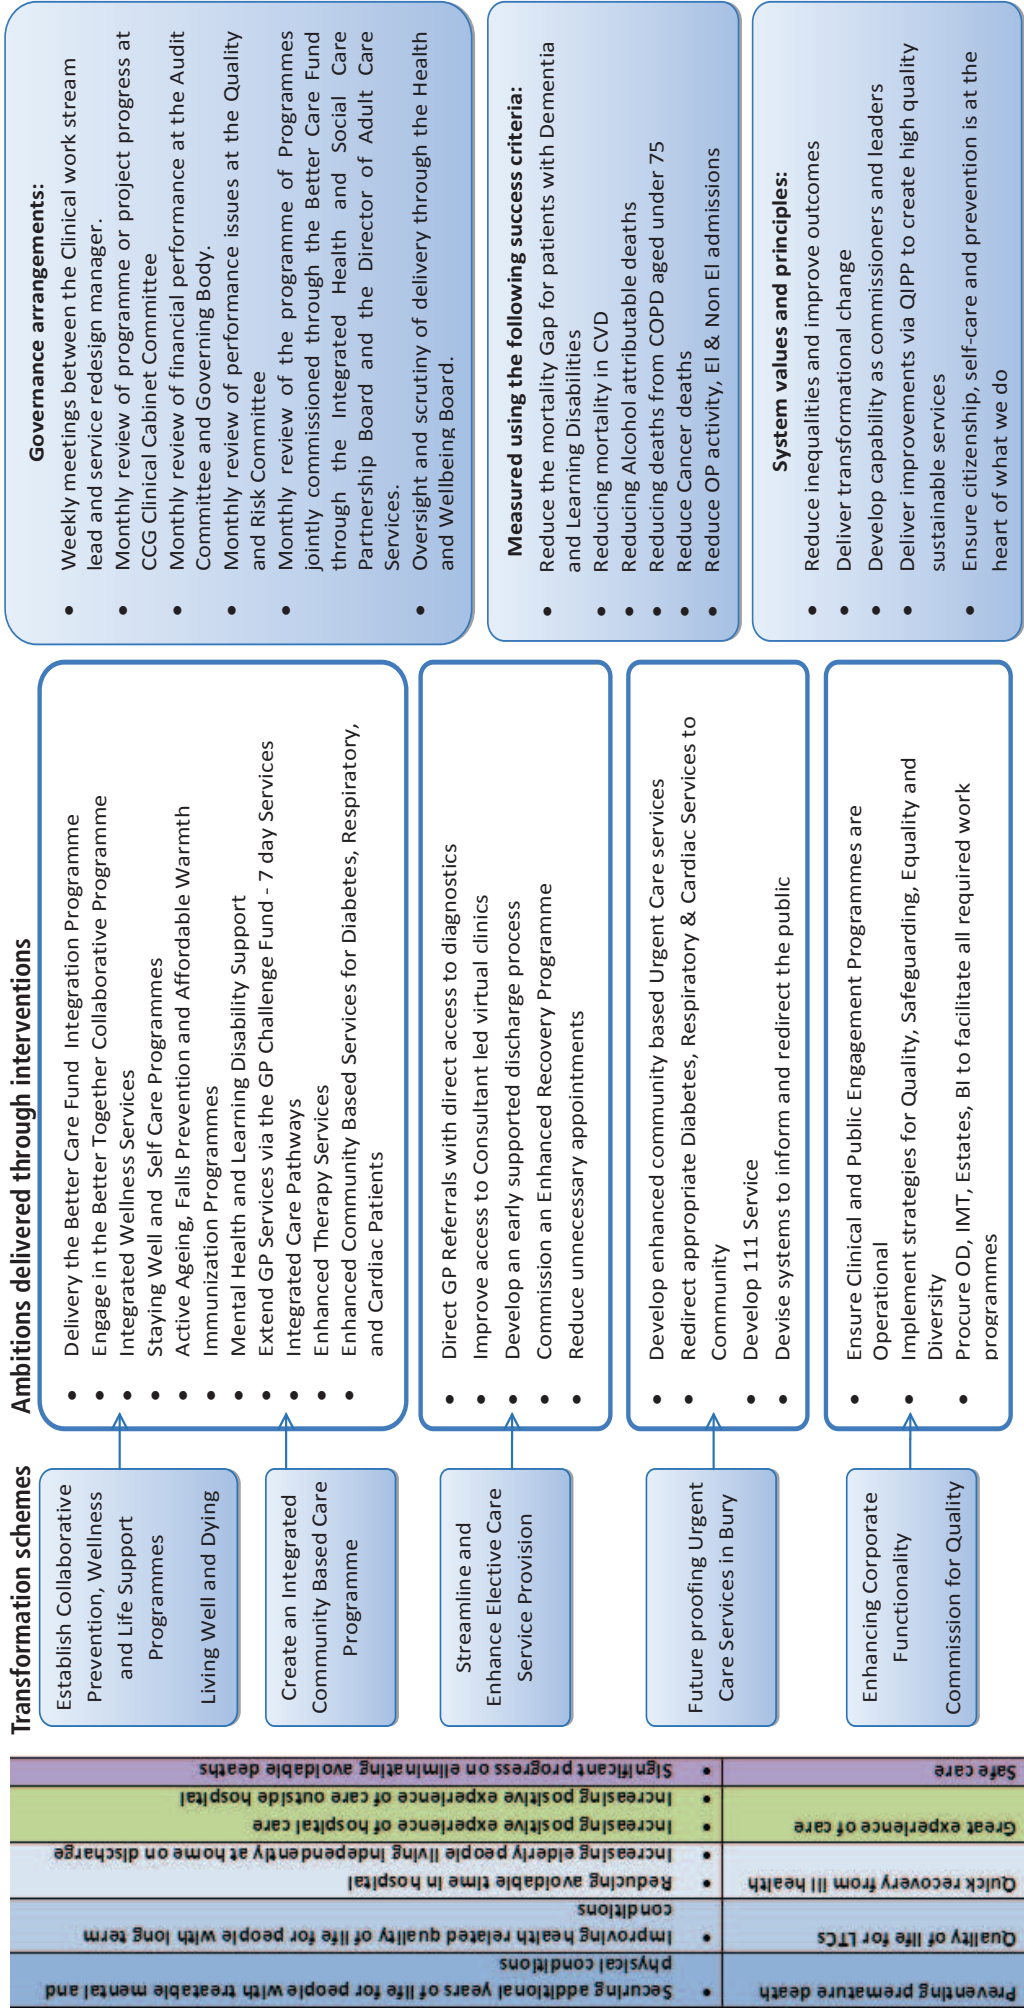 Preventing premature death
• Securing additional years of life for people with treatable mental and
physical conditions
Quality of life for LTCs
• Improving health related quality of life for people with long term
conditions
Quick recovery from ill health
• Reducing avoidable time in hospital
• Increasing elderly people living independently at home on discharge
Great experience of care
• Increasing positive experience of hospital care
• Increasing positive experience of care outside hospital
Safe care
• Significant progress on eliminating avoidable deaths
Transformation schemes
Establish Collaborative
Prevention, Wellness
and Life Support
Programmes
Living Well and Dying
Create an Integrated
Community Based Care
Programme
Streamline and
Enhance Elective Care
Service Provision
Future proofing Urgent
Care Services in Bury
Enhancing Corporate
Functionality
Commission for Quality
Ambitions delivered through interventions
• Delivery the Better Care Fund Integration Programme
• Engage in the Better Together Collaborative Programme
• Integrated Wellness Services
• Staying Well and Self Care Programmes
• Active Ageing, Falls Prevention and Affordable Warmth
• Immunization Programmes
• Mental Health and Learning Disability Support
• Extend GP Services via the GP Challenge Fund - 7 day Services
• Integrated Care Pathways
• Enhanced Therapy Services
• Enhanced Community Based Services for Diabetes, Respiratory,
and Cardiac Patients
• Direct GP Referrals with direct access to diagnostics
• Improve access to Consultant led virtual clinics
• Develop an early supported discharge process
• Commission an Enhanced Recovery Programme
• Reduce unnecessary appointments
• Develop enhanced community based Urgent Care services
• Redirect appropriate Diabetes, Respiratory & Cardiac Services to
Community
• Develop 111 Service
• Devise systems to inform and redirect the public
• Ensure Clinical and Public Engagement Programmes are
Operational
• Implement strategies for Quality, Safeguarding, Equality and
Diversity
• Procure OD, IMT, Estates, BI to facilitate all required work
programmes
Governance arrangements:
• Weekly meetings between the Clinical work stream
lead and service redesign manager.
• Monthly review of programme or project progress at
CCG Clinical Cabinet Committee
• Monthly review of financial performance at the Audit
Committee and Governing Body.
• Monthly review of performance issues at the Quality
and Risk Committee
• Monthly review of the programme of Programmes
jointly commissioned through the Better Care Fund
through the Integrated Health and Social Care
Partnership Board and the Director of Adult Care
Services.
• Oversight and scrutiny of delivery through the Health
and Wellbeing Board.
Measured using the following success criteria:
• Reduce the mortality Gap for patients with Dementia
and Learning Disabilities
• Reducing mortality in CVD
• Reducing Alcohol attributable deaths
• Reducing deaths from COPD aged under 75
• Reduce Cancer deaths
• Reduce OP activity, El & Non El admissions
System values and principles:
• Reduce inequalities and improve outcomes
• Deliver transformational change
• Develop capability as commissioners and leaders
• Deliver improvements via QIPP to create high quality
sustainable services
• Ensure citizenship, self-care and prevention is at the
heart of what we do